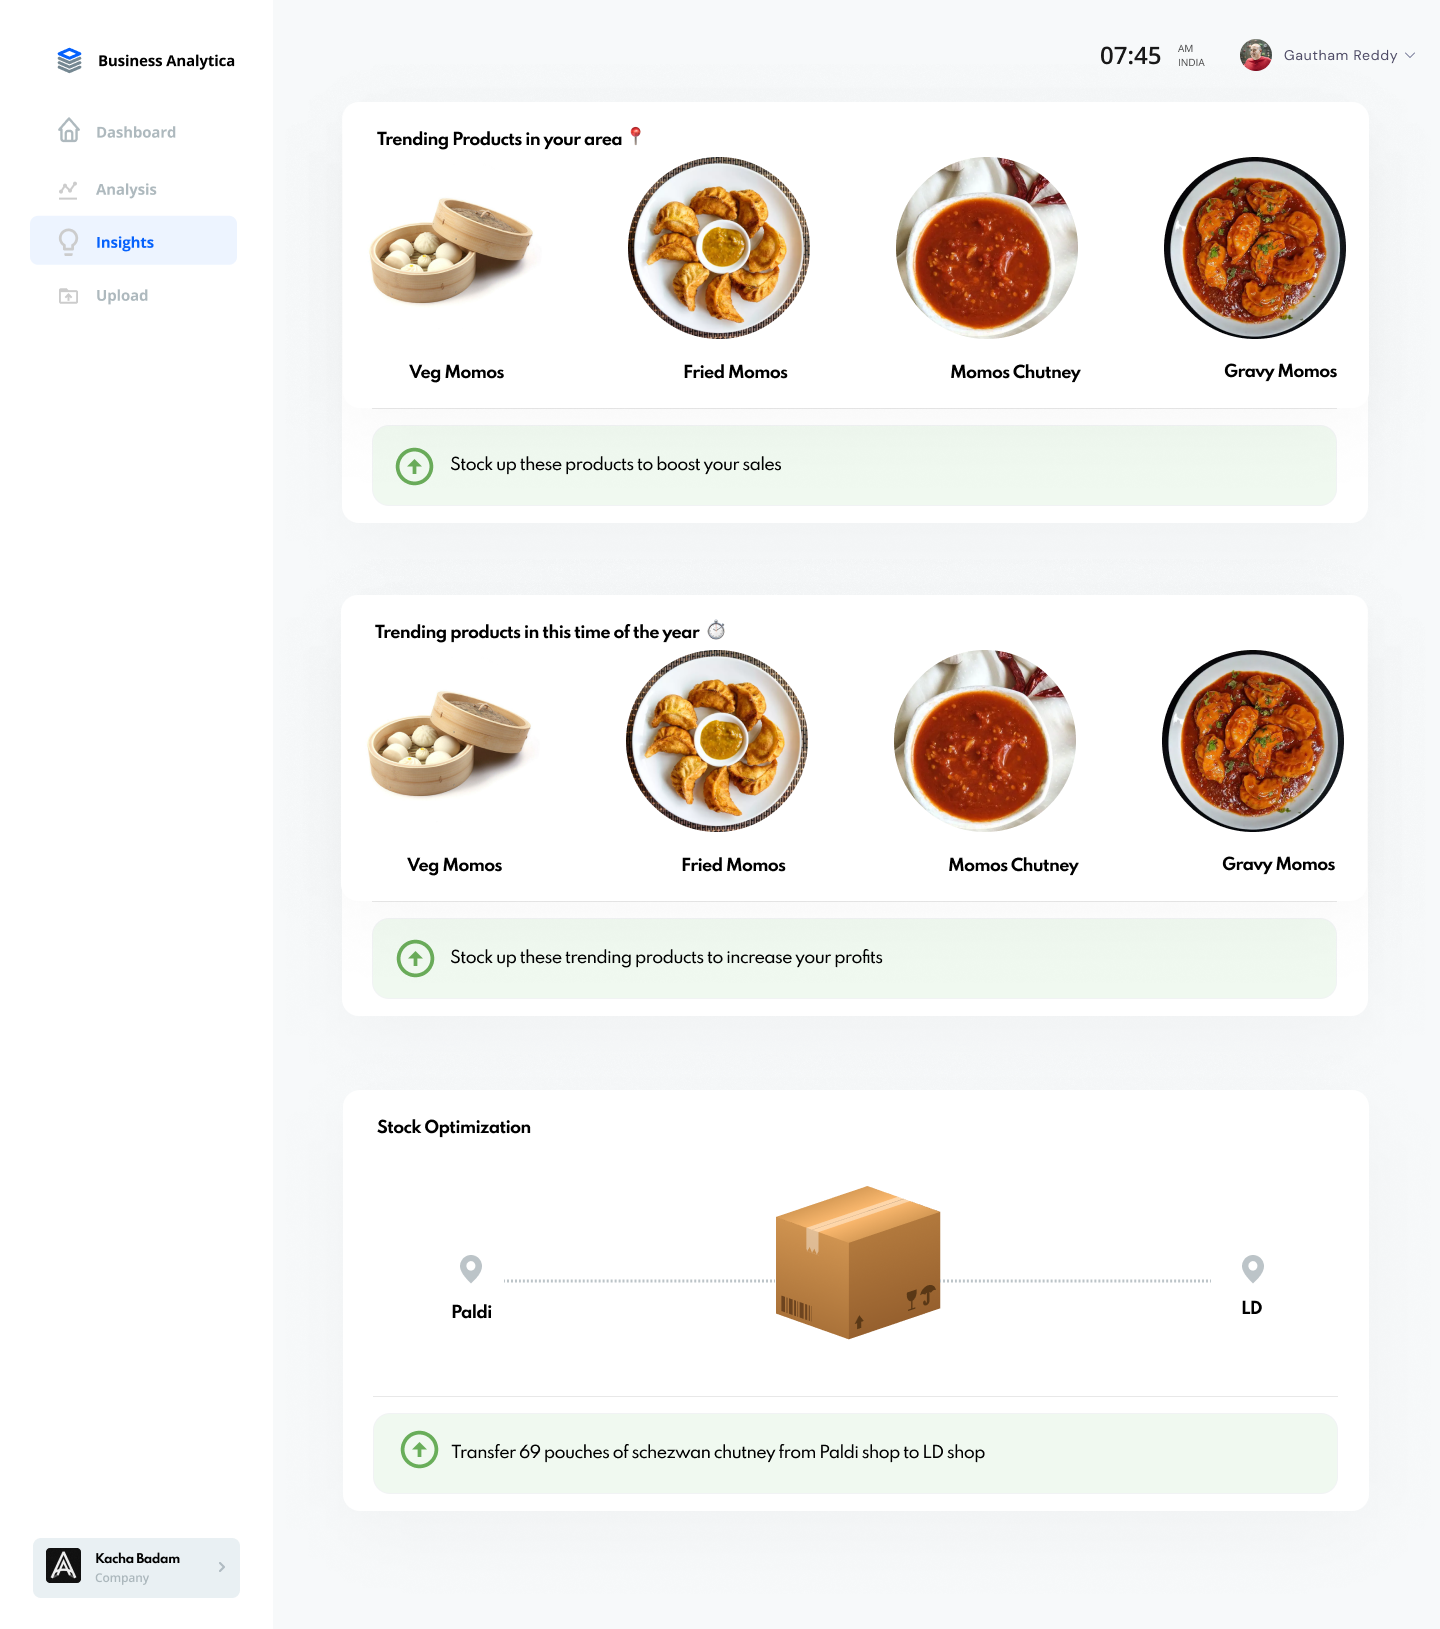 Business Analytica
Dashboard
Analysis
Insights
Upload
07:45
AM
INDIA
Gautham Reddy
Trending Products in your area
Veg Momos
Fried Momos
Momos Chutney
Gravy Momos
Stock up these products to boost your sales
Trending products in this time of the year
Veg Momos
Fried Momos
Momos Chutney
Gravy Momos
Stock up these trending products to increase your profits
Stock Optimization
Paldi
LD
Transfer 69 pouches of schezwan chutney from Paldi shop to LD shop
Kacha Badam
Company